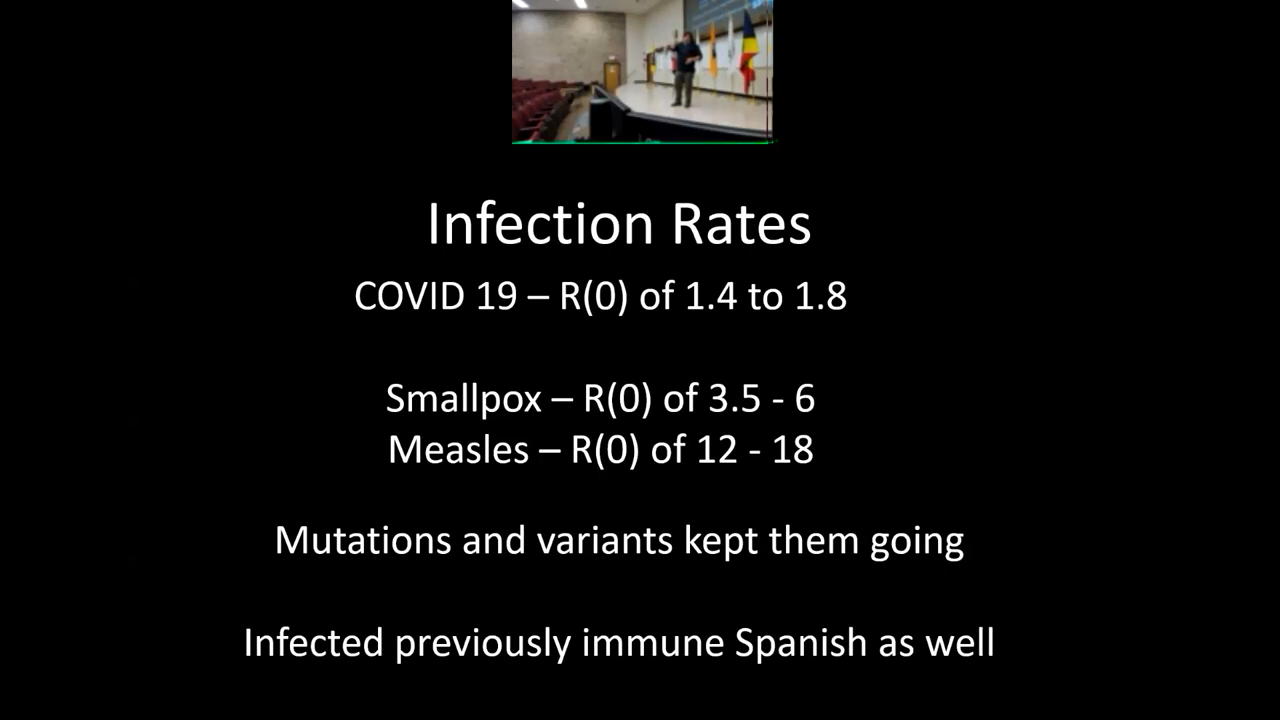 Infection Rates
COVID 19 – R(0) of 1.4 to 1.8
Smallpox – R(0) of 3.5 - 6
Measles – R(0) of 12 - 18
Mutations and variants kept them going
Infected previously immune Spanish as well